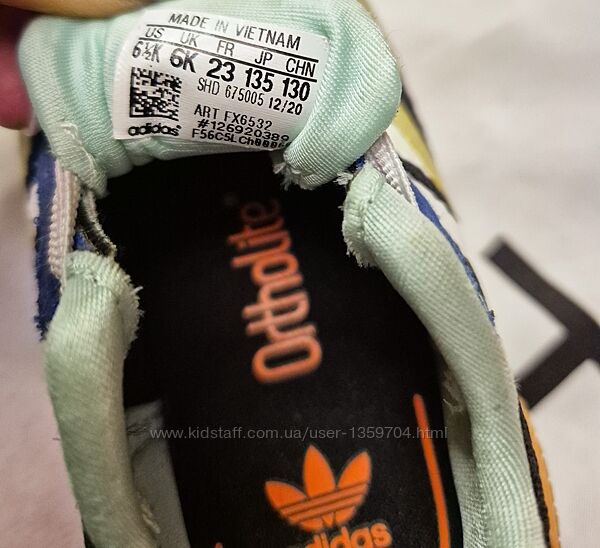 MADE IN VIETNAM
US UK FR JP CHN
6½K 6K 23 135 130
SHD 675005 12/20
ART FX6532
#126920389
adidas
Ortholite
www.kidstaff.com.ua/user-1359704.html
adidas